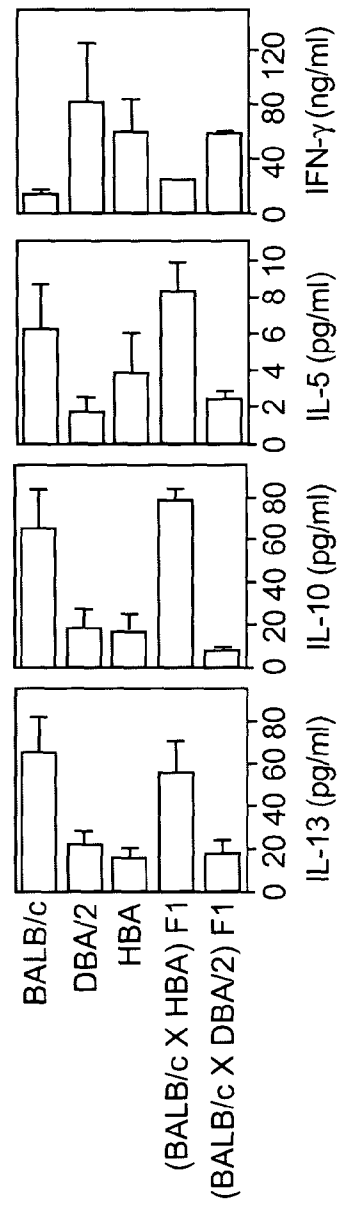 BALB/c
DBA/2
HBA
(BALB/c X HBA) F1
(BALB/c X DBA/2) F1
0 20 40 60 80
IL-13 (pg/ml)
0 20 40 60 80
IL-10 (pg/ml)
0 2 4 6 8 10
IL-5 (pg/ml)
0 40 80 120
IFN-γ (ng/ml)